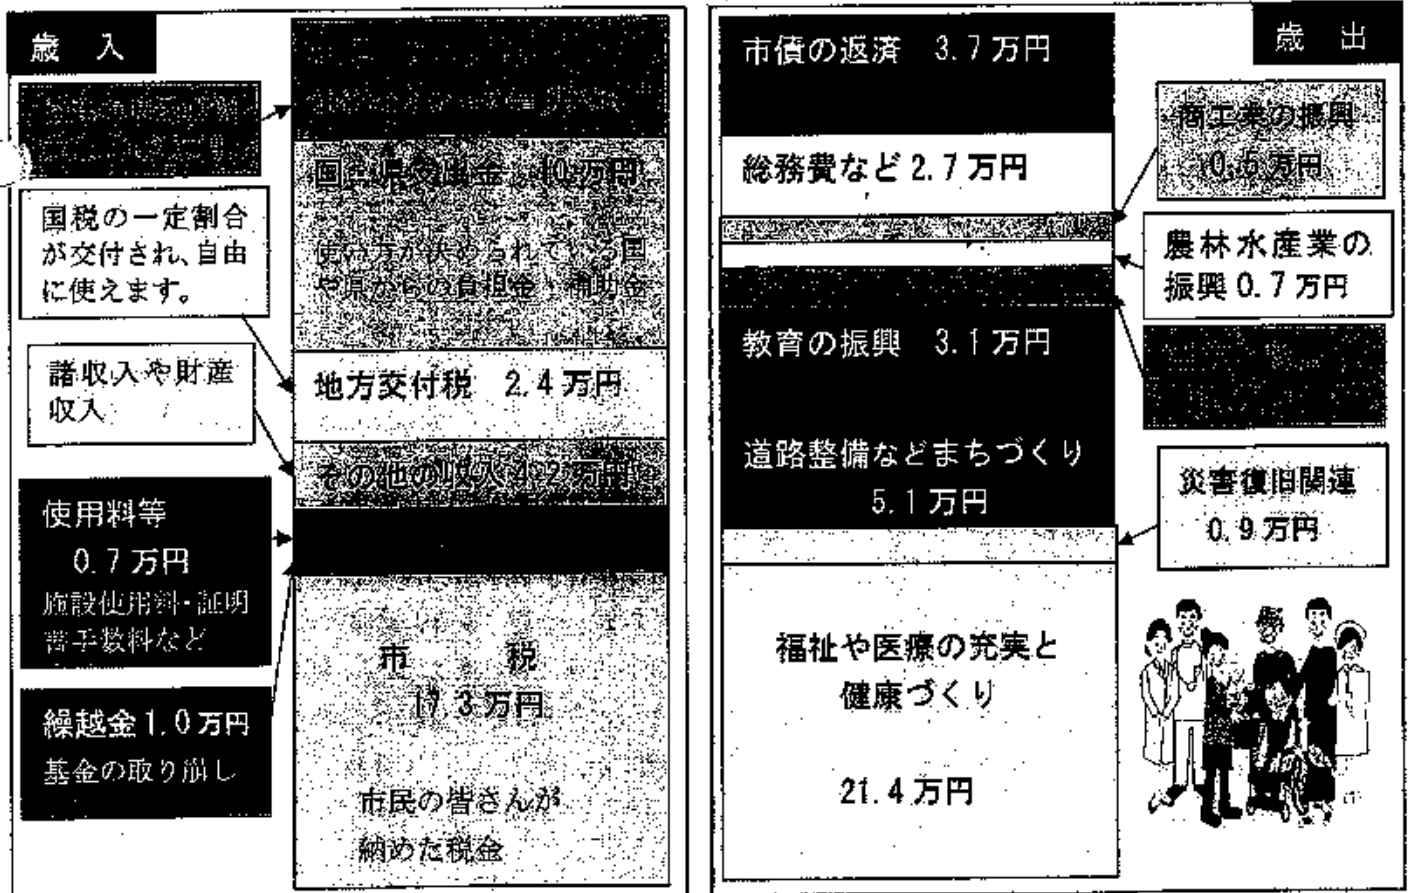 歳 入
国・県支出金 10万円
使い方が決められている国
や県からの負担金・補助金
国税の一定割合
が交付され、自由
に使えます。
地方交付税 2.4万円
諸収入や財産
収入
その他の収入 4.2万円
使用料等
0.7万円
施設使用料・証明
書手数料など
繰越金1.0万円
基金の取り崩し
市 税
17.3万円
市民の皆さんが
納めた税金
歳 出
市債の返済 3.7万円
商工業の振興
0.5万円
総務費など2.7万円
農林水産業の
振興0.7万円
教育の振興 3.1万円
道路整備などまちづくり
5.1万円
災害復旧関連
0.9万円
福祉や医療の充実と
健康づくり
21.4万円